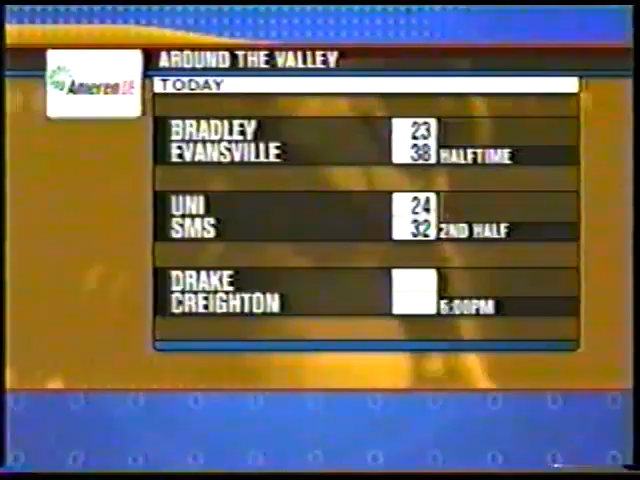 AROUND THE VALLEY
Ameren
TODAY
BRADLEY 23
EVANSVILLE 38 HALFTIME
UNI 24
SMS 32 2ND HALF
DRAKE
CREIGHTON 6:00PM